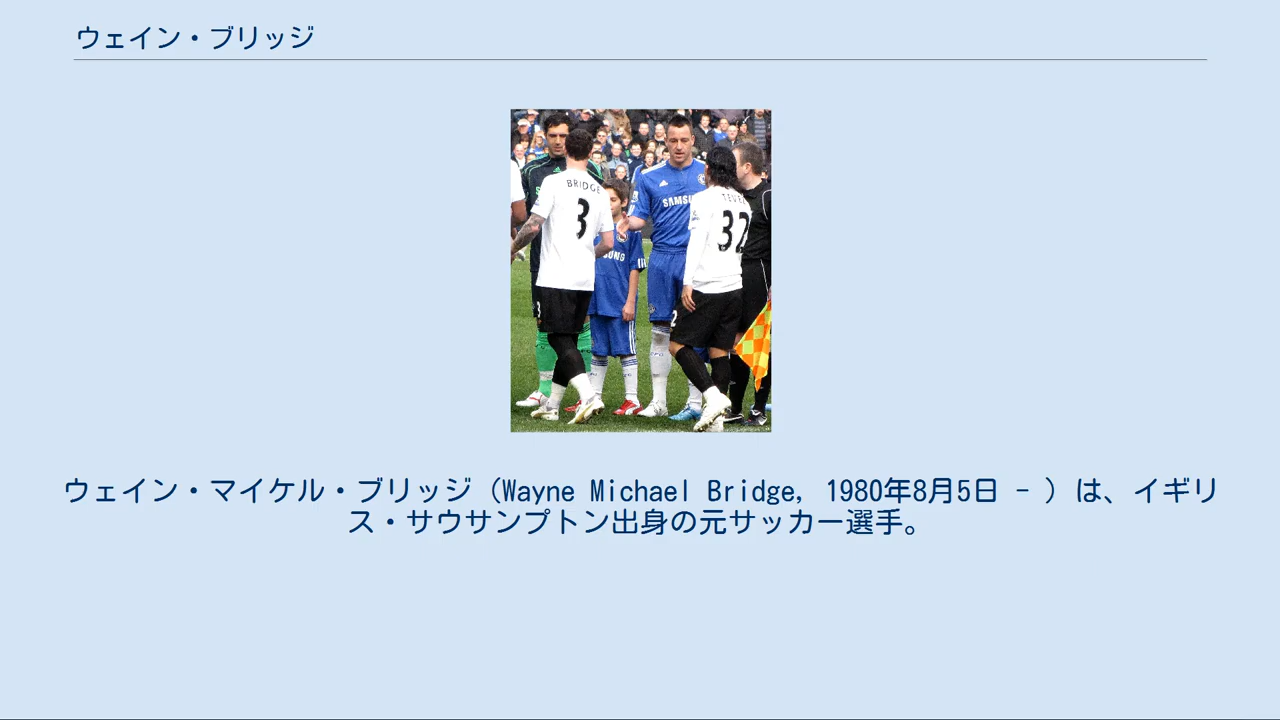 ウェイン・ブリッジ
BRIDGE
3
SAMSU
32
3
2
ウェイン・マイケル・ブリッジ（Wayne Michael Bridge, 1980年8月5日 - ）は、イギリ
ス・サウサンプトン出身の元サッカー選手。